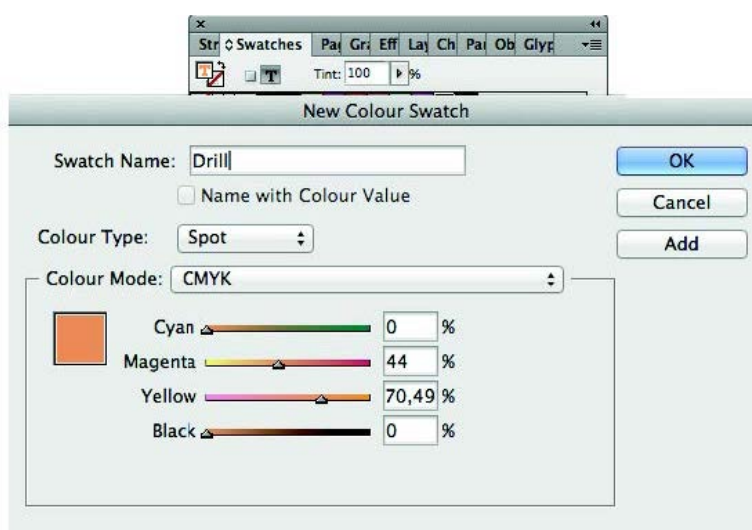 Str Swatches Pa Gr Eff Lay Ch Par Ob Glyp
T Tint: 100 %
New Colour Swatch
Swatch Name: Drill OK
Name with Colour Value Cancel
Colour Type: Spot Add
Colour Mode: CMYK
Cyan 0 %
Magenta 44 %
Yellow 70,49 %
Black 0 %